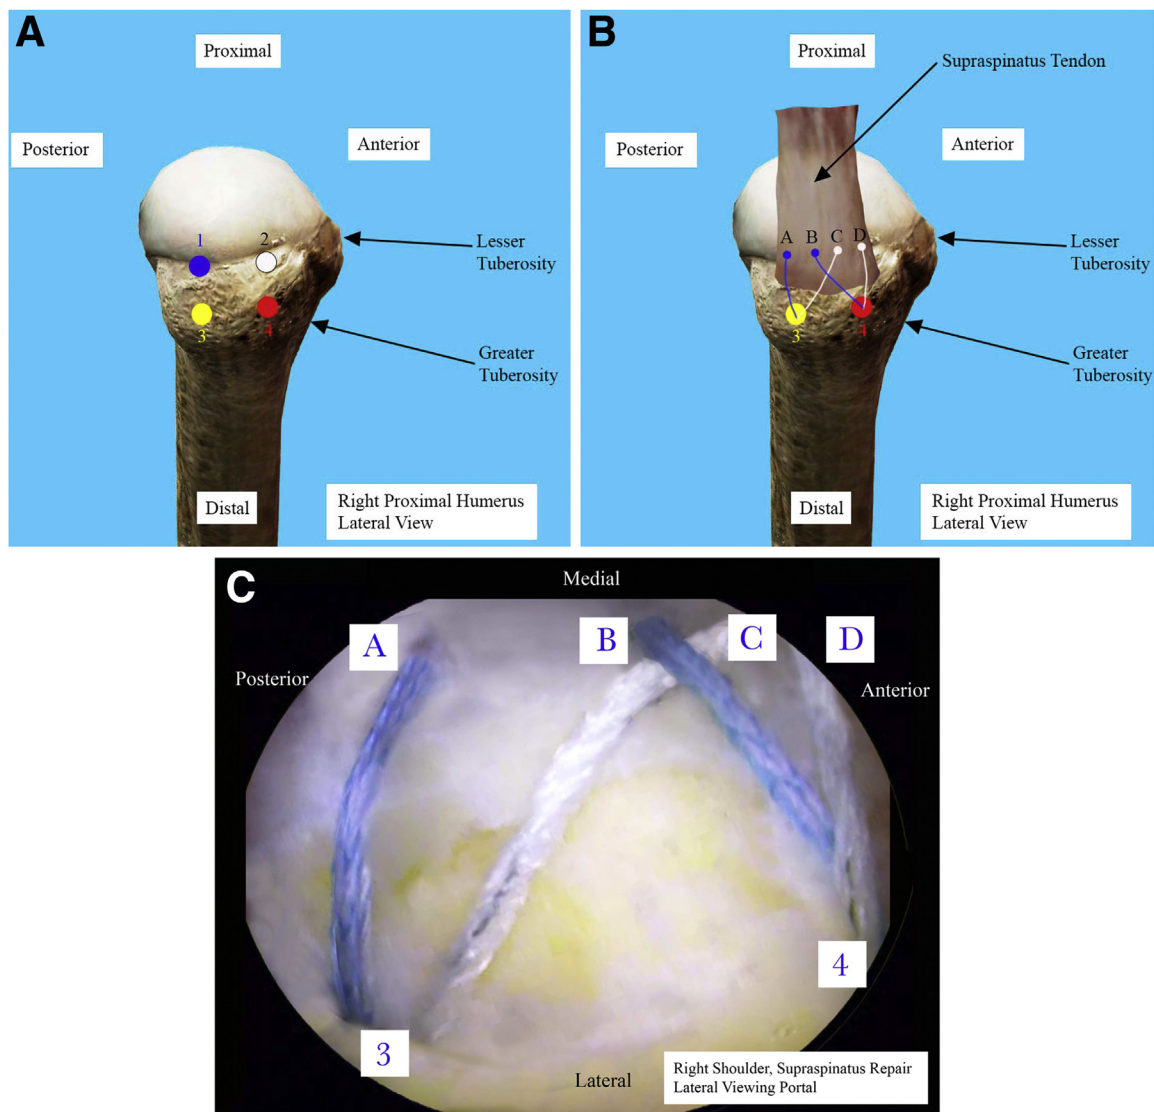 A
Proximal
Posterior
Anterior
1
2
3
4
Lesser
Tuberosity
Greater
Tuberosity
Distal
Right Proximal Humerus
Lateral View
B
Proximal
Supraspinatus Tendon
Posterior
Anterior
A B C D
3
4
Lesser
Tuberosity
Greater
Tuberosity
Distal
Right Proximal Humerus
Lateral View
C
Medial
A
B
C
D
Posterior
Anterior
4
3
Lateral
Right Shoulder, Supraspinatus Repair
Lateral Viewing Portal